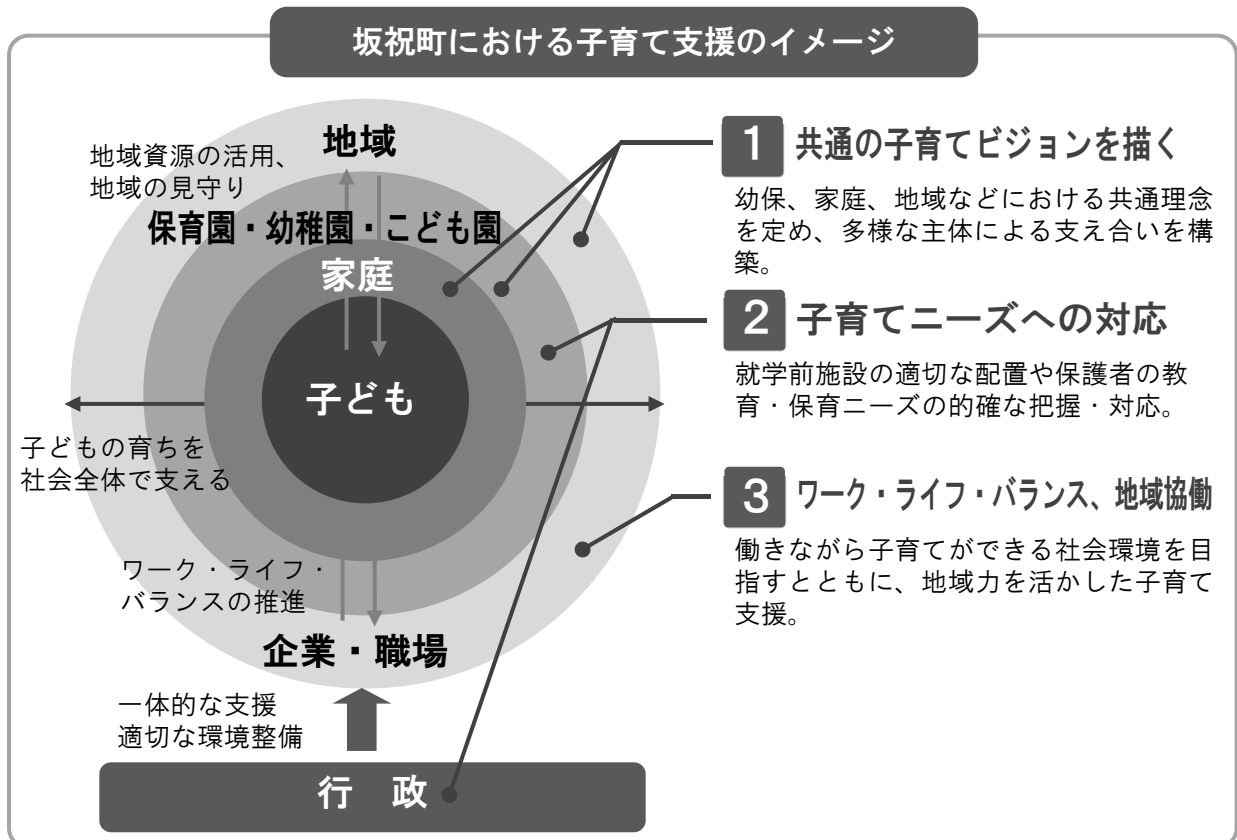 坂祝町における子育て支援のイメージ
地域
地域資源の活用、
地域の見守り
保育園・幼稚園・こども園
家庭
子ども
子どもの育ちを
社会全体で支える
ワーク・ライフ・
バランスの推進
企業・職場
一体的な支援
適切な環境整備
行　政
1 共通の子育てビジョンを描く
幼保、家庭、地域などにおける共通理念
を定め、多様な主体による支え合いを構
築。
2 子育てニーズへの対応
就学前施設の適切な配置や保護者の教
育・保育ニーズの的確な把握・対応。
3 ワーク・ライフ・バランス、地域協働
働きながら子育てができる社会環境を目
指すとともに、地域力を活かした子育て
支援。